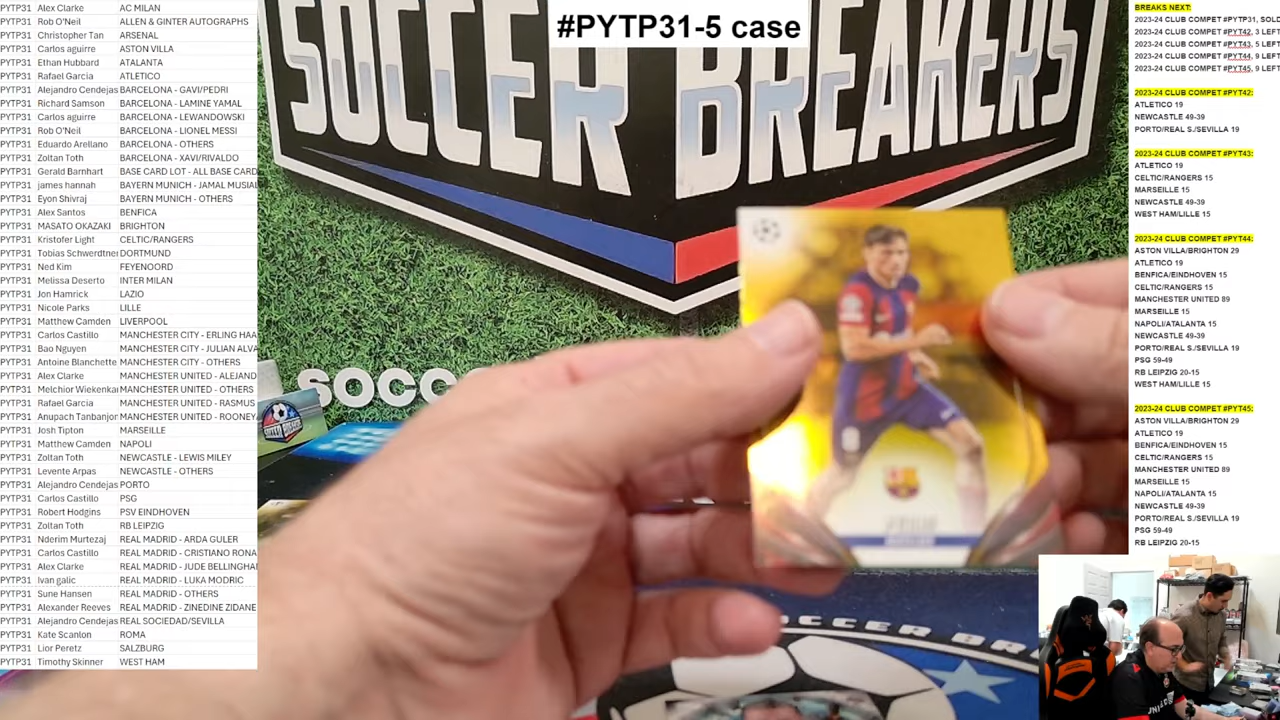 #PYTP31-5 case
SOCCER BREAKERS
SOCC
SOCCER BRE
PYTP31 Alex Clarke AC MILAN
PYTP31 Rob O'Neil ALLEN & GINTER AUTOGRAPHS
PYTP31 Christopher Tan ARSENAL
PYTP31 Carlos aguirre ASTON VILLA
PYTP31 Ethan Hubbard ATALANTA
PYTP31 Rafael Garcia ATLETICO
PYTP31 Alejandro Cendejas BARCELONA - GAVI/PEDRI
PYTP31 Richard Samson BARCELONA - LAMINE YAMAL
PYTP31 Carlos aguirre BARCELONA - LEWANDOWSKI
PYTP31 Rob O'Neil BARCELONA - LIONEL MESSI
PYTP31 Eduardo Arellano BARCELONA - OTHERS
PYTP31 Zoltan Toth BARCELONA - XAVI/RIVALDO
PYTP31 Gerald Barnhart BASE CARD LOT - ALL BASE CARD
PYTP31 james hannah BAYERN MUNICH - JAMAL MUSIAL
PYTP31 Eyon Shivraj BAYERN MUNICH - OTHERS
PYTP31 Alex Santos BENFICA
PYTP31 MASATO OKAZAKI BRIGHTON
PYTP31 Kristofer Light CELTIC/RANGERS
PYTP31 Tobias Schwerdtner DORTMUND
PYTP31 Ned Kim FEYENOORD
PYTP31 Melissa Deserto INTER MILAN
PYTP31 Jon Hamrick LAZIO
PYTP31 Nicole Parks LILLE
PYTP31 Matthew Camden LIVERPOOL
PYTP31 Carlos Castillo MANCHESTER CITY - ERLING HAA
PYTP31 Bao Nguyen MANCHESTER CITY - JULIAN ALVA
PYTP31 Antoine Blanchette MANCHESTER CITY - OTHERS
PYTP31 Alex Clarke MANCHESTER UNITED - ALEJAND
PYTP31 Melchior Wiekenkar MANCHESTER UNITED - OTHERS
PYTP31 Rafael Garcia MANCHESTER UNITED - RASMUS
PYTP31 Anupach Tanbanjor MANCHESTER UNITED - ROONEY
PYTP31 Josh Tipton MARSEILLE
PYTP31 Matthew Camden NAPOLI
PYTP31 Zoltan Toth NEWCASTLE - LEWIS MILEY
PYTP31 Levente Arpas NEWCASTLE - OTHERS
PYTP31 Alejandro Cendejas PORTO
PYTP31 Carlos Castillo PSG
PYTP31 Robert Hodgins PSV EINDHOVEN
PYTP31 Zoltan Toth RB LEIPZIG
PYTP31 Nderim Murtezaj REAL MADRID - ARDA GULER
PYTP31 Carlos Castillo REAL MADRID - CRISTIANO RONA
PYTP31 Alex Clarke REAL MADRID - JUDE BELLINGHA
PYTP31 Ivan galic REAL MADRID - LUKA MODRIC
PYTP31 Sune Hansen REAL MADRID - OTHERS
PYTP31 Alexander Reeves REAL MADRID - ZINEDINE ZIDANE
PYTP31 Alejandro Cendejas REAL SOCIEDAD/SEVILLA
PYTP31 Kate Scanlon ROMA
PYTP31 Lior Peretz SALZBURG
PYTP31 Timothy Skinner WEST HAM
BREAKS NEXT:
2023-24 CLUB COMPET #PYTP31, SOLD
2023-24 CLUB COMPET #PYT42, 3 LEFT
2023-24 CLUB COMPET #PYT43, 5 LEFT
2023-24 CLUB COMPET #PYT44, 9 LEFT
2023-24 CLUB COMPET #PYT45, 9 LEFT
2023-24 CLUB COMPET #PYT42:
ATLETICO 19
NEWCASTLE 49-39
PORTO/REAL S./SEVILLA 19
2023-24 CLUB COMPET #PYT43:
ATLETICO 19
CELTIC/RANGERS 15
MARSEILLE 15
NEWCASTLE 49-39
WEST HAM/LILLE 15
2023-24 CLUB COMPET #PYT44:
ASTON VILLA/BRIGHTON 29
ATLETICO 19
BENFICA/EINDHOVEN 15
CELTIC/RANGERS 15
MANCHESTER UNITED 89
MARSEILLE 15
NAPOLI/ATALANTA 15
NEWCASTLE 49-39
PORTO/REAL S./SEVILLA 19
PSG 59-49
RB LEIPZIG 20-15
WEST HAM/LILLE 15
2023-24 CLUB COMPET #PYT45:
ASTON VILLA/BRIGHTON 29
ATLETICO 19
BENFICA/EINDHOVEN 15
CELTIC/RANGERS 15
MANCHESTER UNITED 89
MARSEILLE 15
NAPOLI/ATALANTA 15
NEWCASTLE 49-39
PORTO/REAL S./SEVILLA 19
PSG 59-49
RB LEIPZIG 20-15